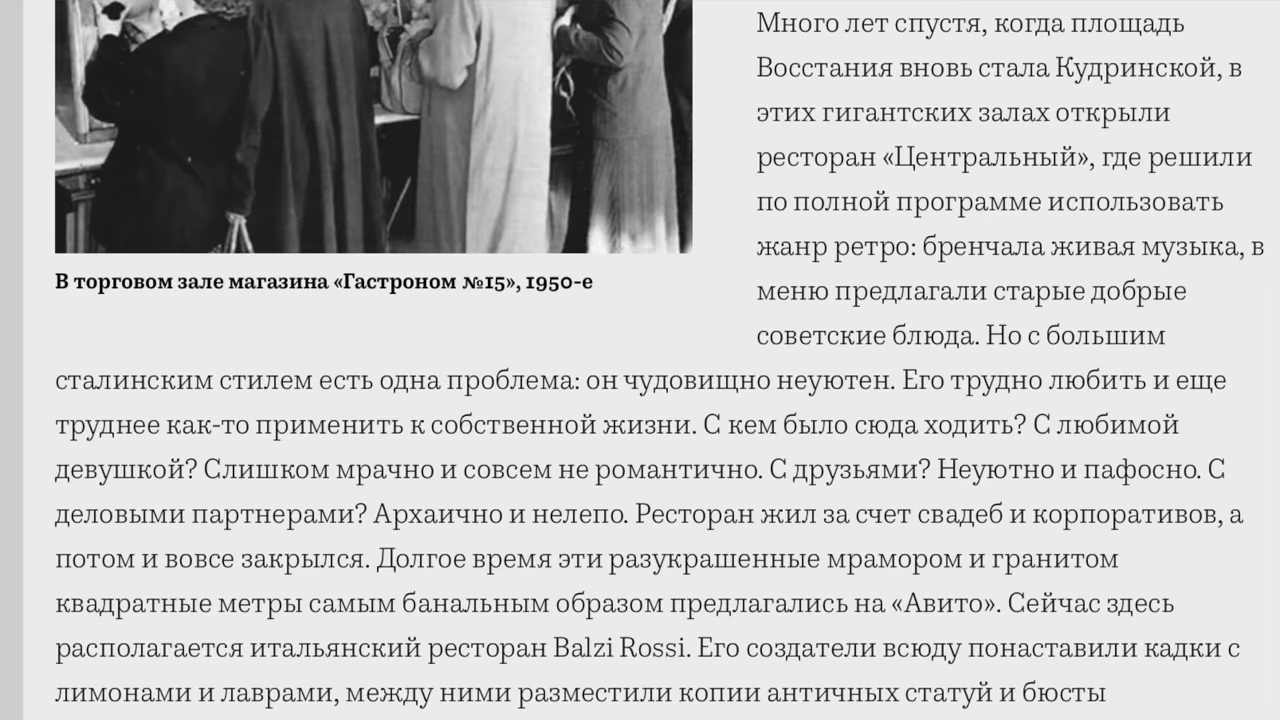 Много лет спустя, когда площадь
Восстания вновь стала Кудринской, в
этих гигантских залах открыли
ресторан «Центральный», где решили
по полной программе использовать
жанр ретро: бренчала живая музыка, в
меню предлагали старые добрые
советские блюда. Но с большим
В торговом зале магазина «Гастроном №15», 1950-е
сталинским стилем есть одна проблема: он чудовищно неуютен. Его трудно любить и еще
труднее как-то применить к собственной жизни. С кем было сюда ходить? С любимой
девушкой? Слишком мрачно и совсем не романтично. С друзьями? Неуютно и пафосно. С
деловыми партнерами? Архаично и нелепо. Ресторан жил за счет свадеб и корпоративов, а
потом и вовсе закрылся. Долгое время эти разукрашенные мрамором и гранитом
квадратные метры самым банальным образом предлагались на «Авито». Сейчас здесь
располагается итальянский ресторан Balzi Rossi. Его создатели всюду понаставили кадки с
лимонами и лаврами, между ними разместили копии античных статуй и бюсты